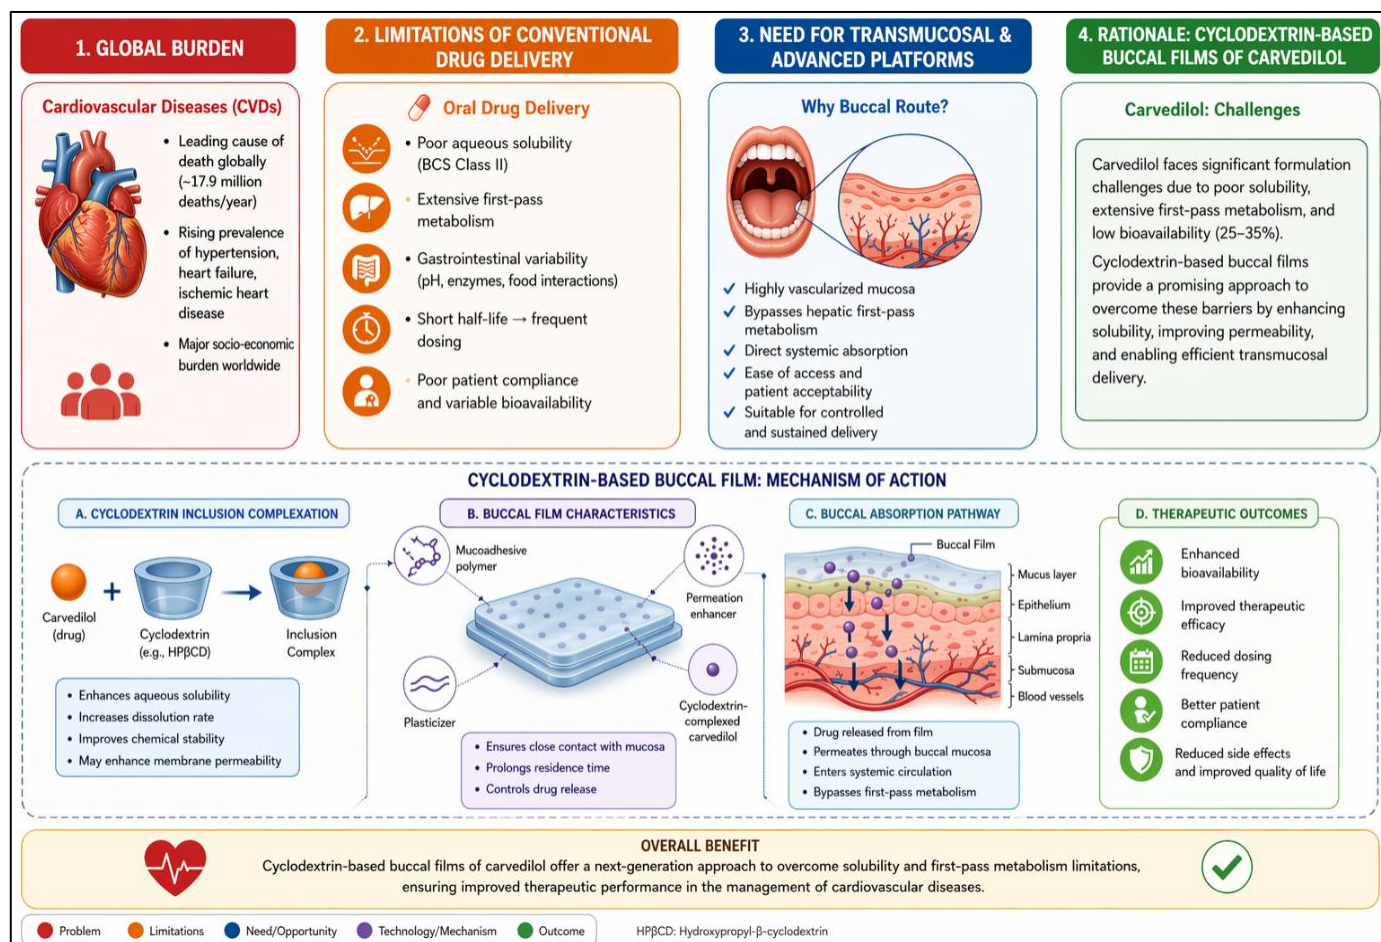 1. GLOBAL BURDEN
Cardiovascular Diseases (CVDs)
• Leading cause of
death globally
(~17.9 million
deaths/year)
• Rising prevalence
of hypertension,
heart failure,
ischemic heart
disease
• Major socio-economic
burden worldwide
2. LIMITATIONS OF CONVENTIONAL
DRUG DELIVERY
Oral Drug Delivery
• Poor aqueous solubility
(BCS Class II)
• Extensive first-pass
metabolism
• Gastrointestinal variability
(pH, enzymes, food interactions)
• Short half-life → frequent
dosing
• Poor patient compliance
and variable bioavailability
3. NEED FOR TRANSMUCOSAL &
ADVANCED PLATFORMS
Why Buccal Route?
✓ Highly vascularized mucosa
✓ Bypasses hepatic first-pass
metabolism
✓ Direct systemic absorption
✓ Ease of access and
patient acceptability
✓ Suitable for controlled
and sustained delivery
4. RATIONALE: CYCLODEXTRIN-BASED
BUCCAL FILMS OF CARVEDILOL
Carvedilol: Challenges
Carvedilol faces significant formulation
challenges due to poor solubility,
extensive first-pass metabolism, and
low bioavailability (25–35%).
Cyclodextrin-based buccal films
provide a promising approach to
overcome these barriers by enhancing
solubility, improving permeability,
and enabling efficient transmucosal
delivery.
CYCLODEXTRIN-BASED BUCCAL FILM: MECHANISM OF ACTION
A. CYCLODEXTRIN INCLUSION COMPLEXATION
Carvedilol
(drug)
+
Cyclodextrin
(e.g., HPβCD)
Inclusion
Complex
• Enhances aqueous solubility
• Increases dissolution rate
• Improves chemical stability
• May enhance membrane permeability
B. BUCCAL FILM CHARACTERISTICS
Mucoadhesive
polymer
Permeation
enhancer
Plasticizer
Cyclodextrin-
complexed
carvedilol
• Ensures close contact with mucosa
• Prolongs residence time
• Controls drug release
C. BUCCAL ABSORPTION PATHWAY
Buccal Film
Mucus layer
Epithelium
Lamina propria
Submucosa
Blood vessels
• Drug released from film
• Permeates through buccal mucosa
• Enters systemic circulation
• Bypasses first-pass metabolism
D. THERAPEUTIC OUTCOMES
Enhanced
bioavailability
Improved therapeutic
efficacy
Reduced dosing
frequency
Better patient
compliance
Reduced side effects
and improved quality of life
OVERALL BENEFIT
Cyclodextrin-based buccal films of carvedilol offer a next-generation approach to overcome solubility and first-pass metabolism limitations,
ensuring improved therapeutic performance in the management of cardiovascular diseases.
Problem
Limitations
Need/Opportunity
Technology/Mechanism
Outcome
HPβCD: Hydroxypropyl-β-cyclodextrin